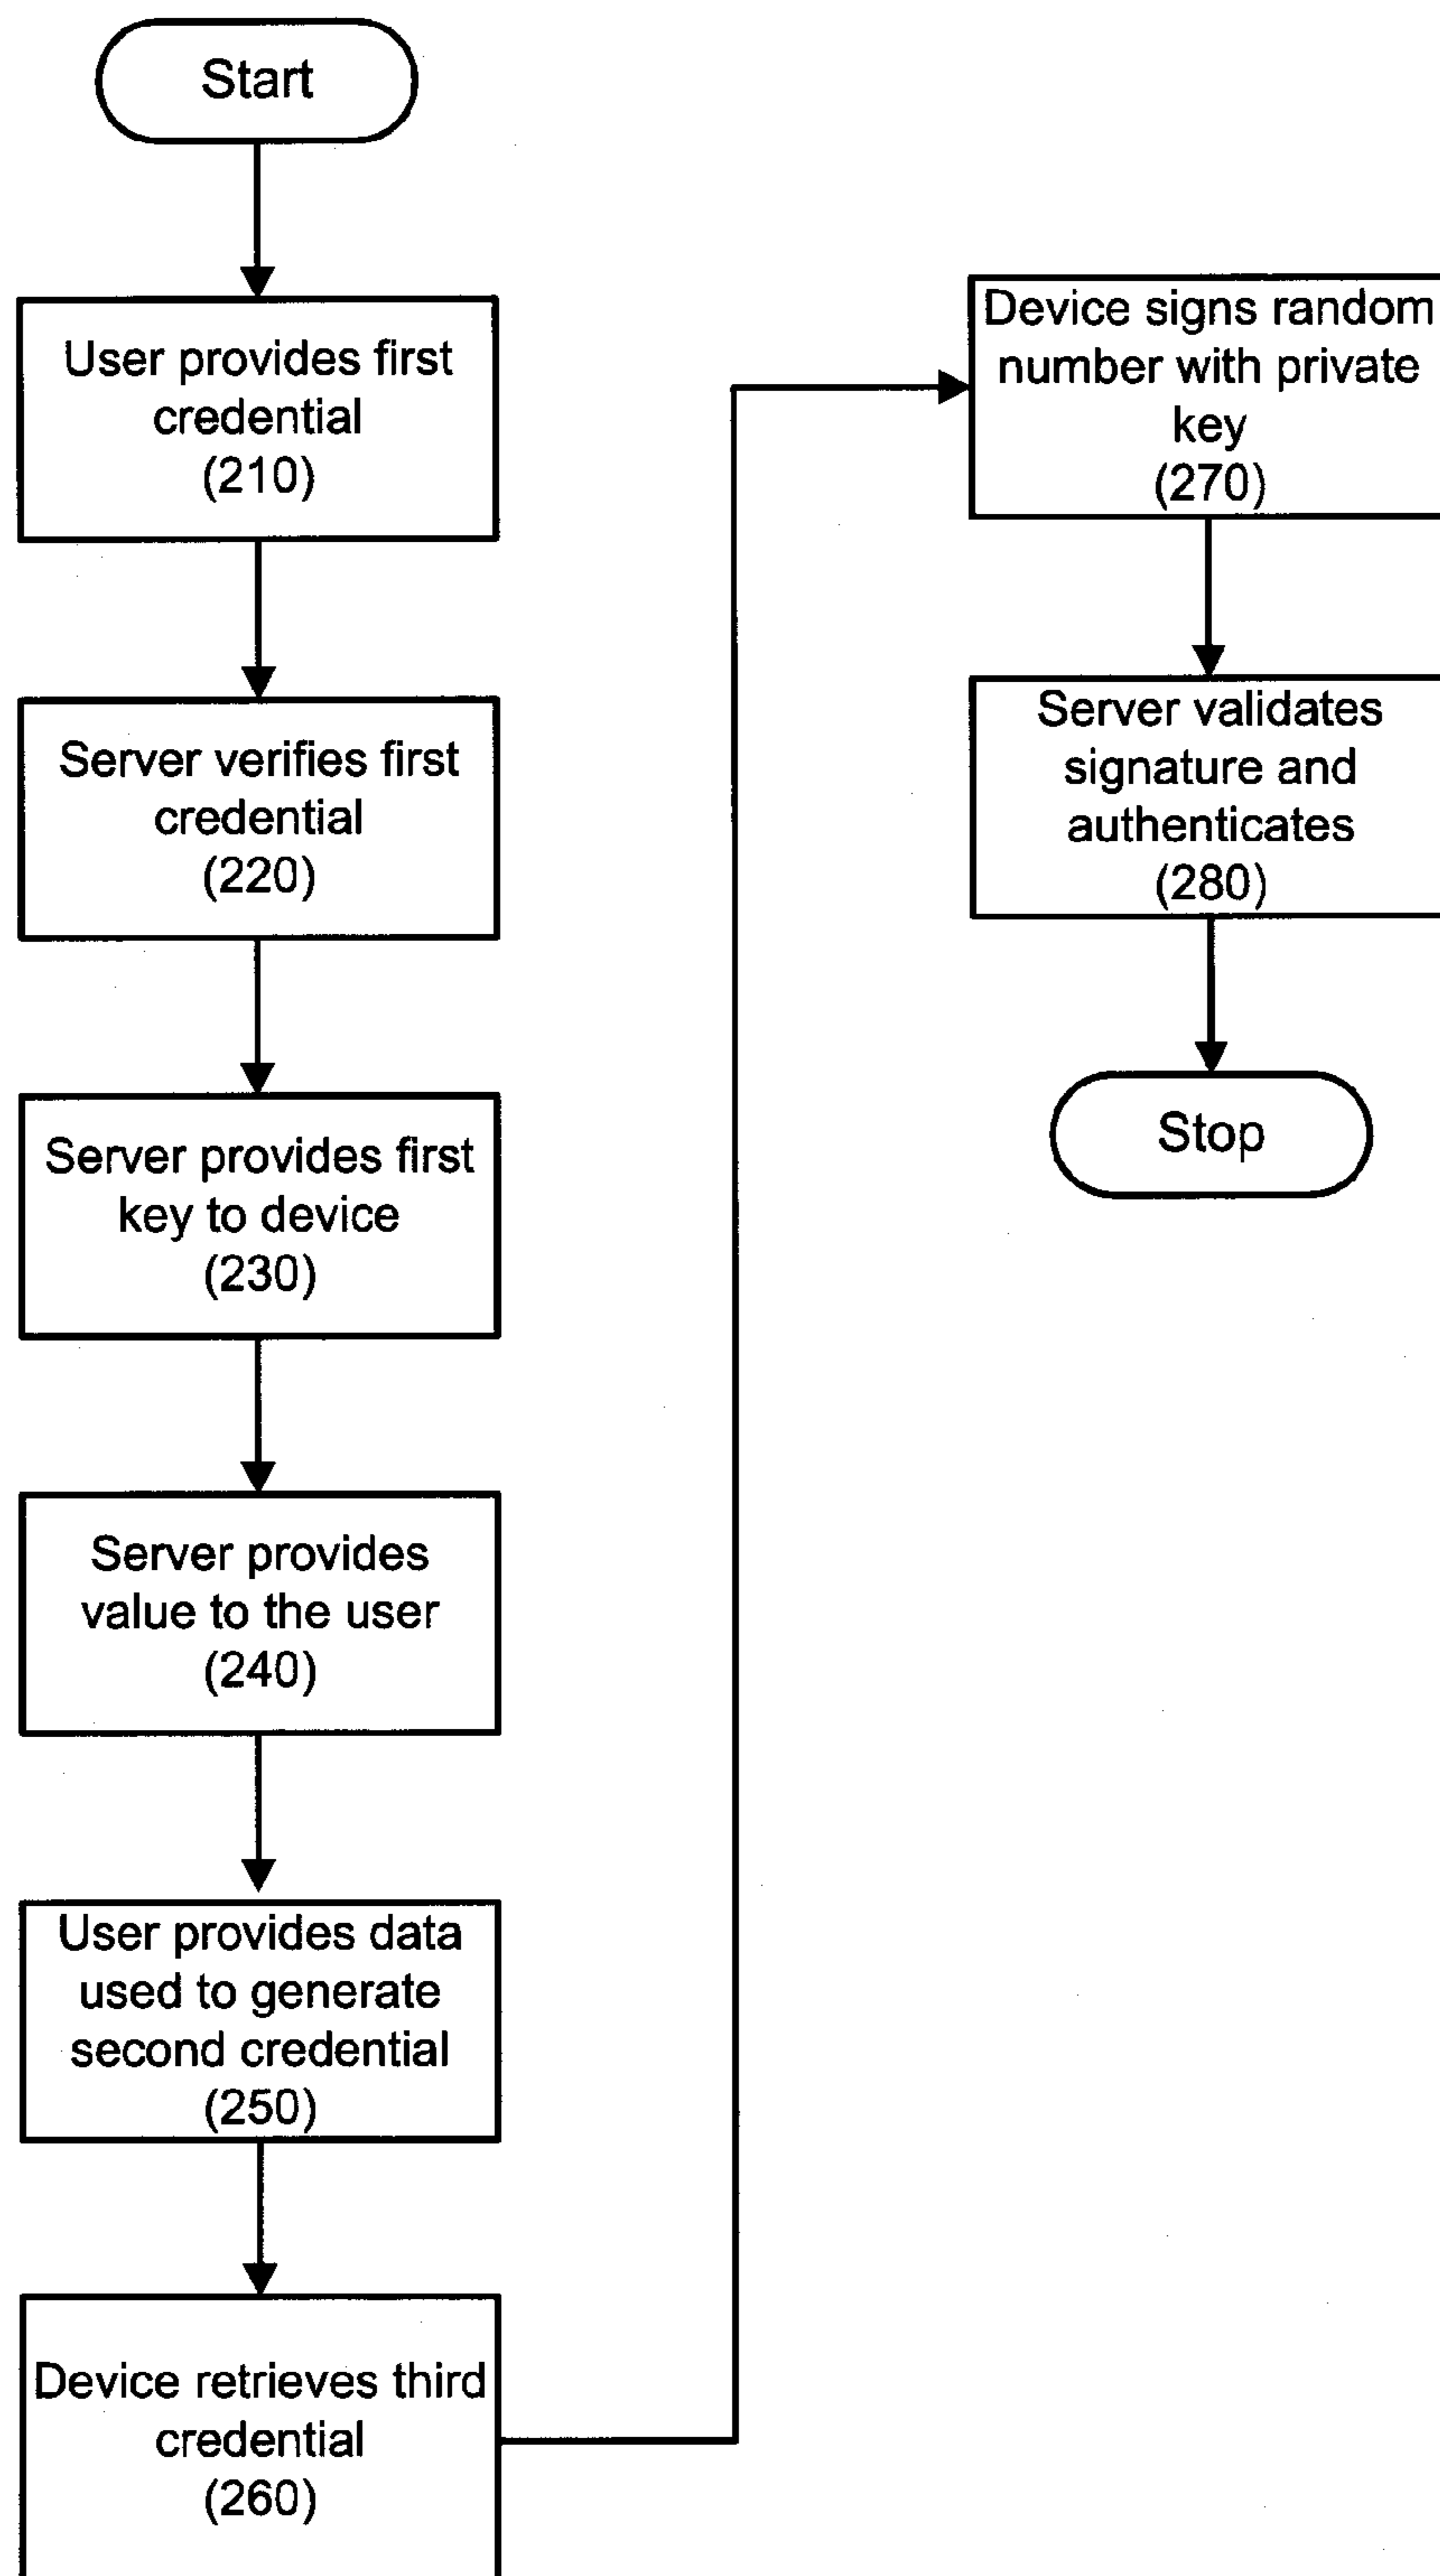 Start
User provides first
credential
(210)
Server verifies first
credential
(220)
Server provides first
key to device
(230)
Server provides
value to the user
(240)
User provides data
used to generate
second credential
(250)
Device retrieves third
credential
(260)
Device signs random
number with private
key
(270)
Server validates
signature and
authenticates
(280)
Stop